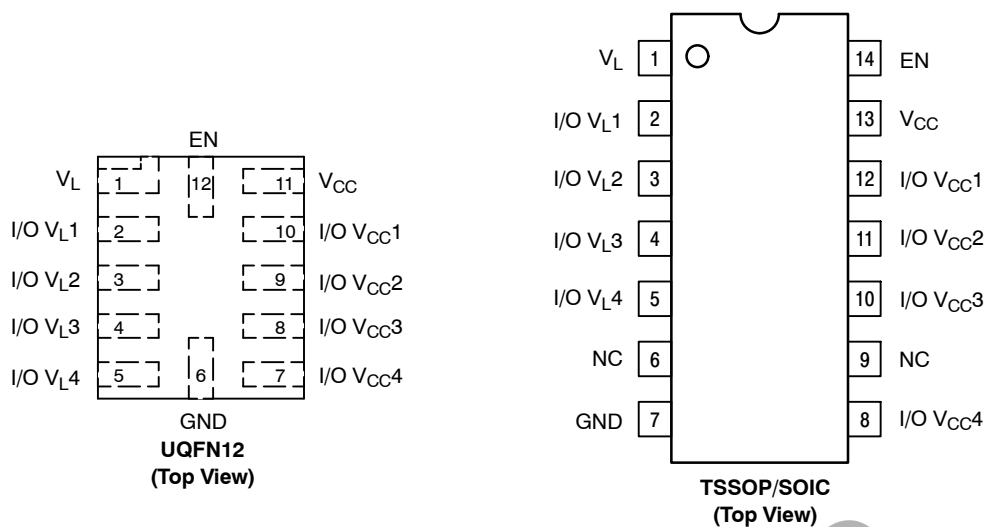 EN
V_L 1 12 11 V_CC
I/O V_L1 2 10 I/O V_CC1
I/O V_L2 3 9 I/O V_CC2
I/O V_L3 4 8 I/O V_CC3
I/O V_L4 5 6 7 I/O V_CC4
GND
UQFN12
(Top View)
V_L 1 14 EN
I/O V_L1 2 13 V_CC
I/O V_L2 3 12 I/O V_CC1
I/O V_L3 4 11 I/O V_CC2
I/O V_L4 5 10 I/O V_CC3
NC 6 9 NC
GND 7 8 I/O V_CC4
TSSOP/SOIC
(Top View)